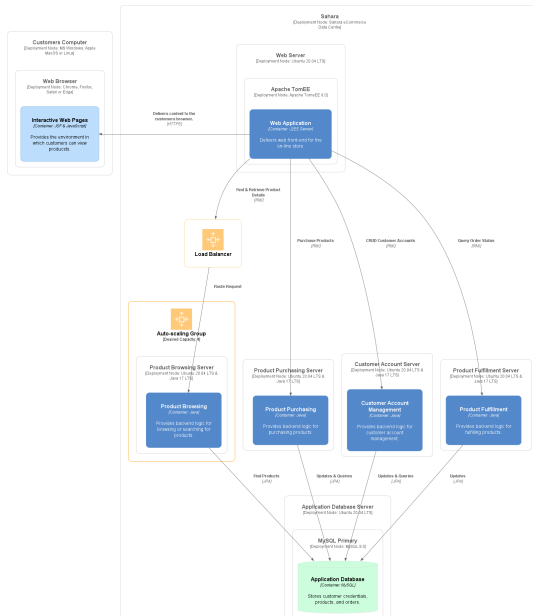 Sahara
[Deployment Node: Sahara eCommerce
Data Centre]
Customers Computer
[Deployment Node: MS Windows, Apple
MacOS or Linux]
Web Browser
[Deployment Node: Chrome, Firefox,
Safari or Edge]
Interactive Web Pages
[Container: JSF & JavaScript]
Provides the environment in
which customers can view
products.
Web Server
[Deployment Node: Ubuntu 20.04 LTS]
Apache TomEE
[Deployment Node: Apache TomEE 8.0]
Web Application
[Container: J2EE Server]
Delivers web front-end for the
on-line store
Delivers content to the
customers browser.
[HTTPS]
Find & Retrieve Product
Details
[RMI]
Purchase Products
[RMI]
CRUD Customer Accounts
[RMI]
Query Order Status
[RMI]
Load Balancer
Route Request
Auto-scaling Group
[Desired Capacity: 4]
Product Browsing Server
[Deployment Node: Ubuntu 20.04 LTS &
Java 17 LTS]
Product Browsing
[Container: Java]
Provides backend logic for
browsing or searching for
products.
Product Purchasing Server
[Deployment Node: Ubuntu 20.04 LTS &
Java 17 LTS]
Product Purchasing
[Container: Java]
Provides backend logic for
purchasing products
Customer Account Server
[Deployment Node: Ubuntu 20.04 LTS &
Java 17 LTS]
Customer Account
Management
[Container: Java]
Provides backend logic for
customer account
management.
Product Fulfillment Server
[Deployment Node: Ubuntu 20.04 LTS &
Java 17 LTS]
Product Fulfillment
[Container: Java]
Provides backend logic for
fulfilling products.
Find Products
[JPA]
Updates & Queries
[JPA]
Updates & Queries
[JPA]
Updates
[JPA]
Application Database Server
[Deployment Node: Ubuntu 20.04 LTS]
MySQL Primary
[Deployment Node: MySQL 8.0]
Application Database
[Container: MySQL]
Stores customer credentials,
products, and orders.